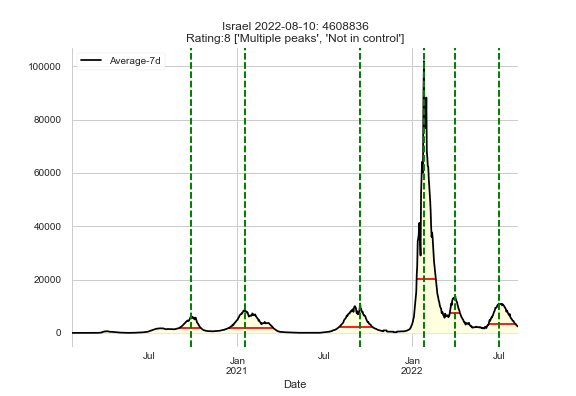 Israel 2022-08-10: 4608836
Rating:8 ['Multiple peaks', 'Not in control']
Average-7d
100000
80000
60000
40000
20000
0
Jul
Jan
2021
Jul
Jan
2022
Jul
Date